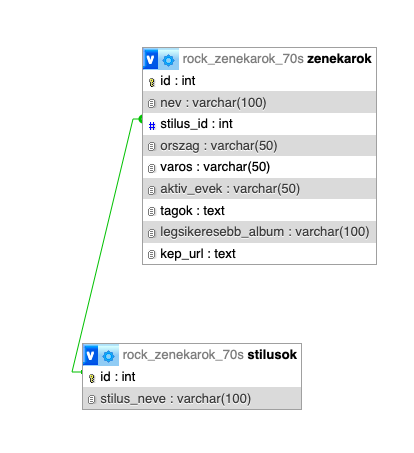 v rock_zenekarok_70s zenekarok
id : int
nev : varchar(100)
# stilus_id : int
orszag : varchar(50)
varos : varchar(50)
aktiv_evek : varchar(50)
tagok : text
legsikeresebb_album : varchar(100)
kep_url : text
v rock_zenekarok_70s stilusok
id : int
stilus_neve : varchar(100)